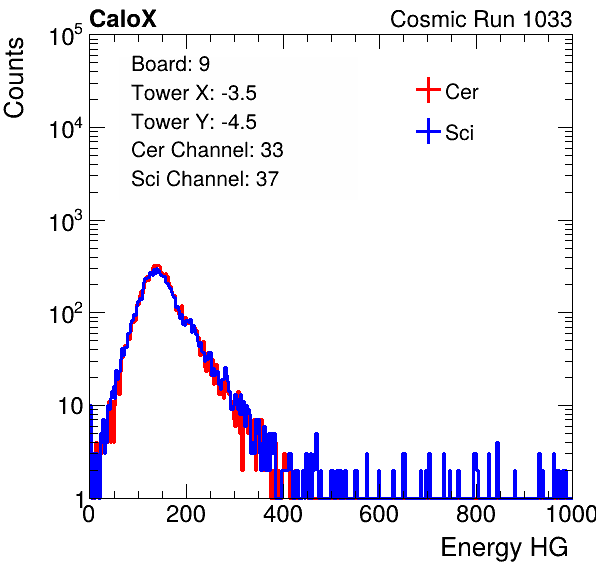 CaloX Cosmic Run 1033
Counts
Board: 9
Tower X: -3.5
Tower Y: -4.5
Cer Channel: 33
Sci Channel: 37
Cer
Sci
10^5
10^4
10^3
10^2
10
1
0 200 400 600 800 1000
Energy HG